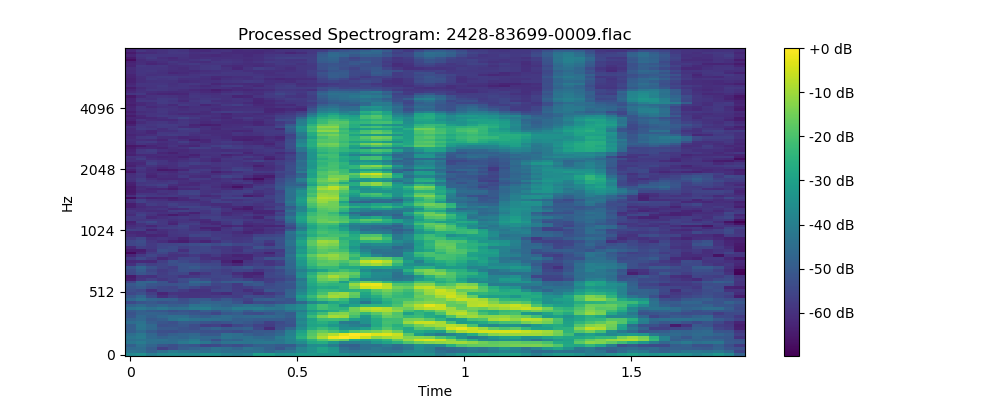 Processed Spectrogram: 2428-83699-0009.flac
Hz
4096
2048
1024
512
0
0
0.5
1
1.5
Time
+0 dB
-10 dB
-20 dB
-30 dB
-40 dB
-50 dB
-60 dB